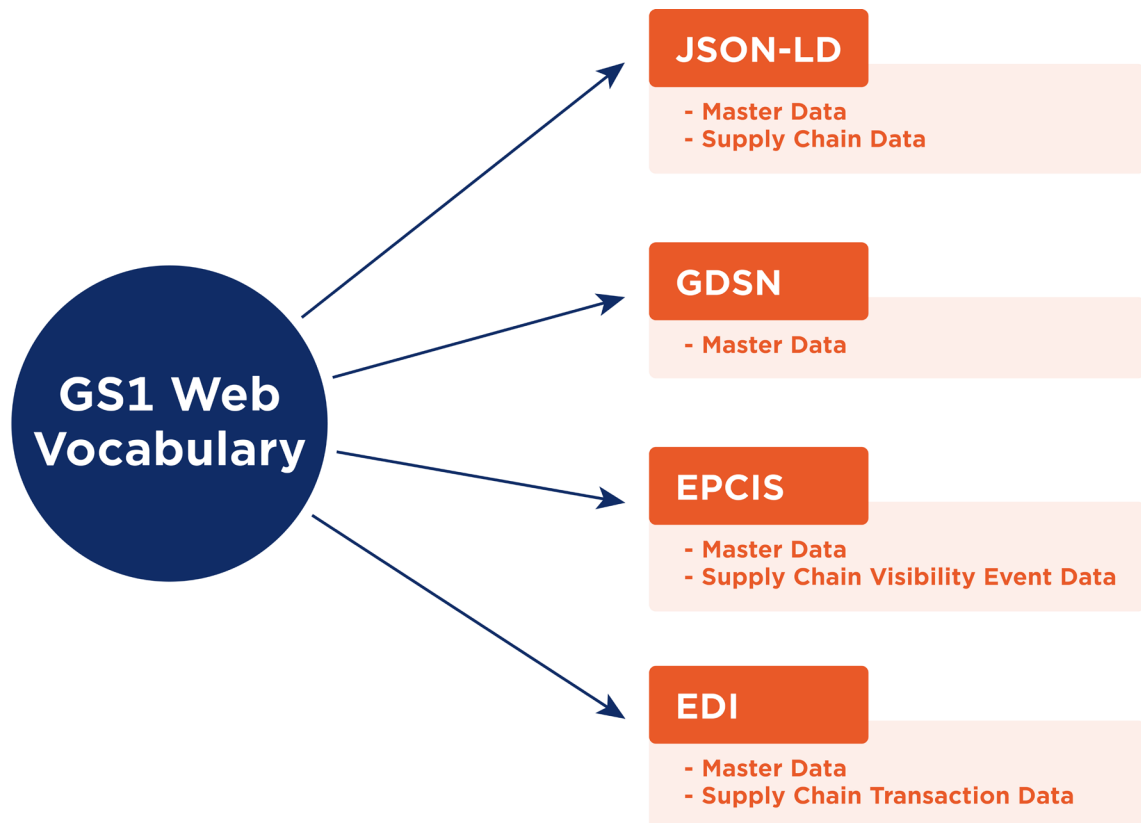 JSON-LD
- Master Data
- Supply Chain Data
GDSN
- Master Data
GS1 Web
Vocabulary
EPCIS
- Master Data
- Supply Chain Visibility Event Data
EDI
- Master Data
- Supply Chain Transaction Data